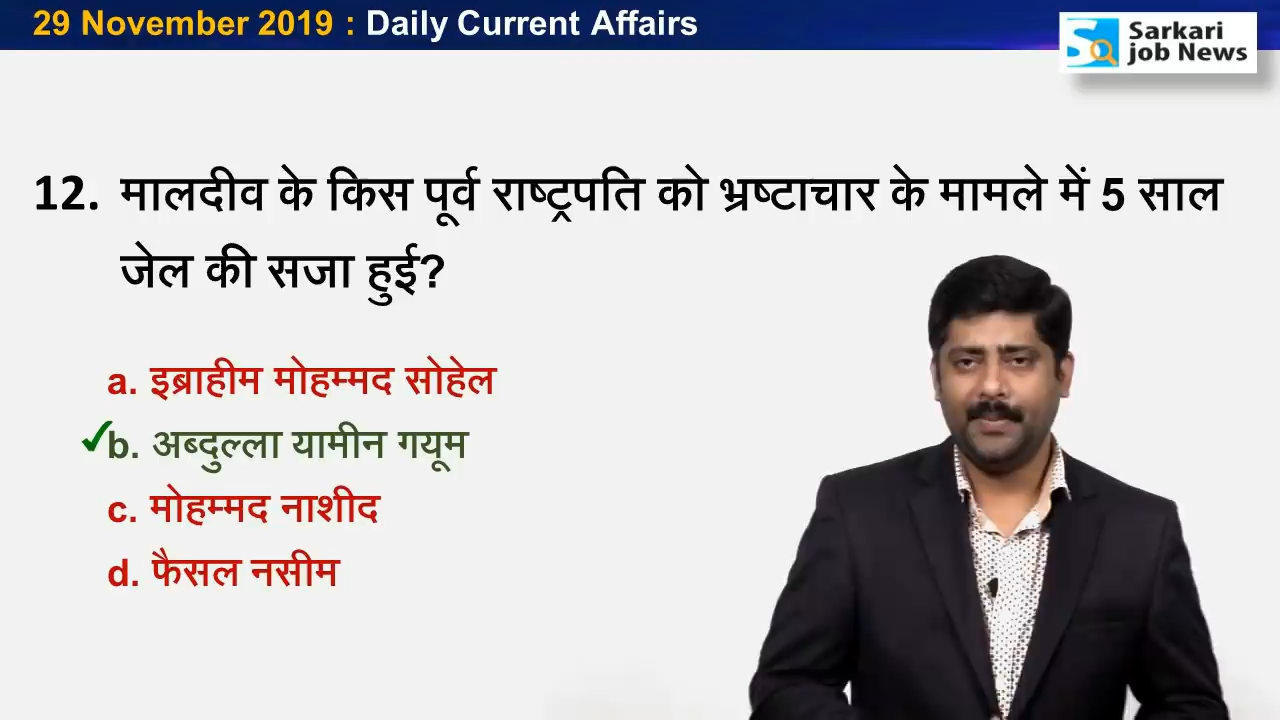 29 November 2019 : Daily Current Affairs
Sarkari
job News
12. मालदीव के किस पूर्व राष्ट्रपति को भ्रष्टाचार के मामले में 5 साल
जेल की सजा हुई?
a. इब्राहीम मोहम्मद सोहेल
✓b. अब्दुल्ला यामीन गयूम
c. मोहम्मद नाशीद
d. फैसल नसीम